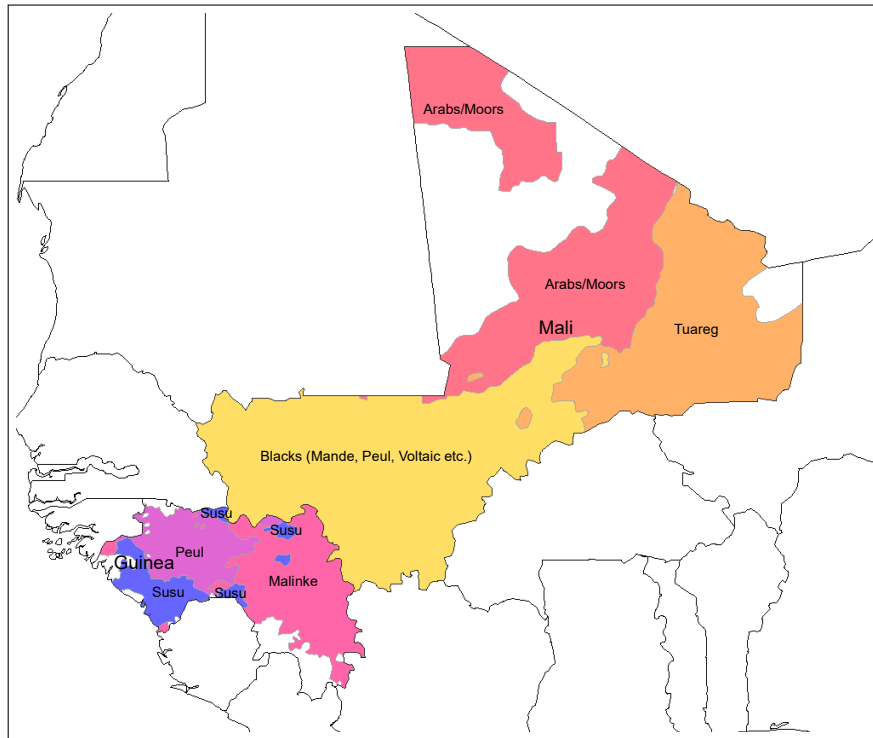 Arabs/Moors
Arabs/Moors
Mali
Tuareg
Blacks (Mande, Peul, Voltaic etc.)
Susu
Susu
Peul
Guinea
Malinke
Susu
Susu